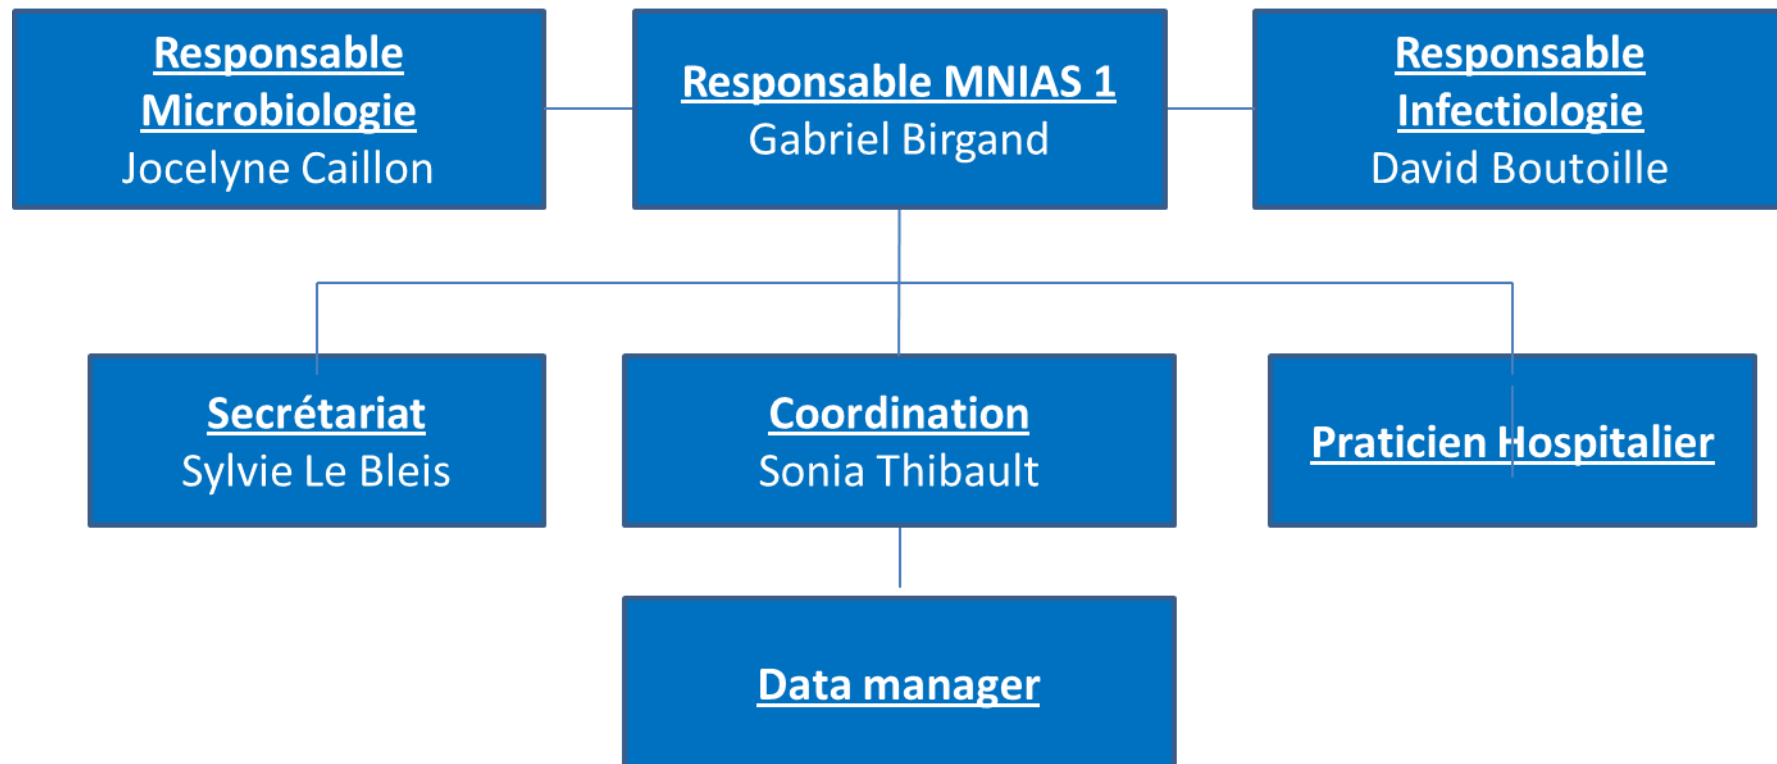 Responsable
Microbiologie
Jocelyne Caillon
Responsable MNIAS 1
Gabriel Birgand
Responsable
Infectiologie
David Boutoille
Secrétariat
Sylvie Le Bleis
Coordination
Sonia Thibault
Praticien Hospitalier
Data manager